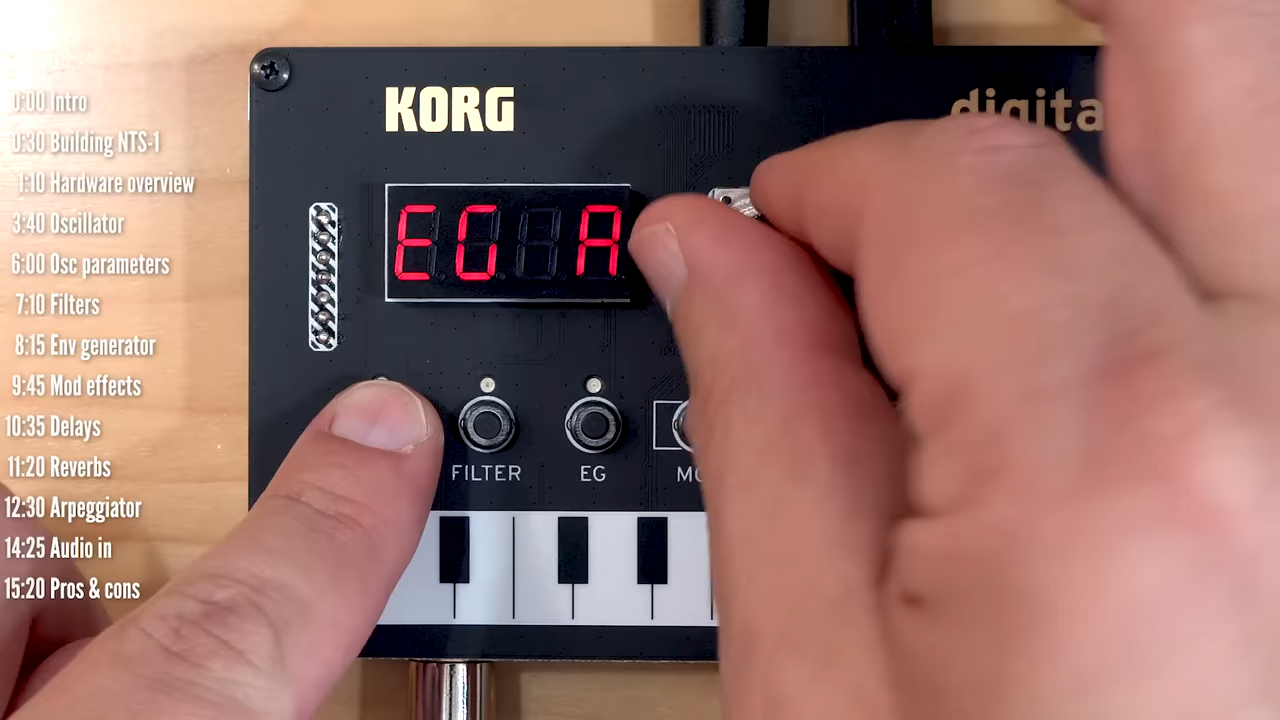 0:00 Intro
0:30 Building NTS-1
1:10 Hardware overview
3:40 Oscillator
6:00 Osc parameters
7:10 Filters
8:15 Env generator
9:45 Mod effects
10:35 Delays
11:20 Reverbs
12:30 Arpeggiator
14:25 Audio in
15:20 Pros & cons
KORG
digita
EG A
FILTER
EG
MO